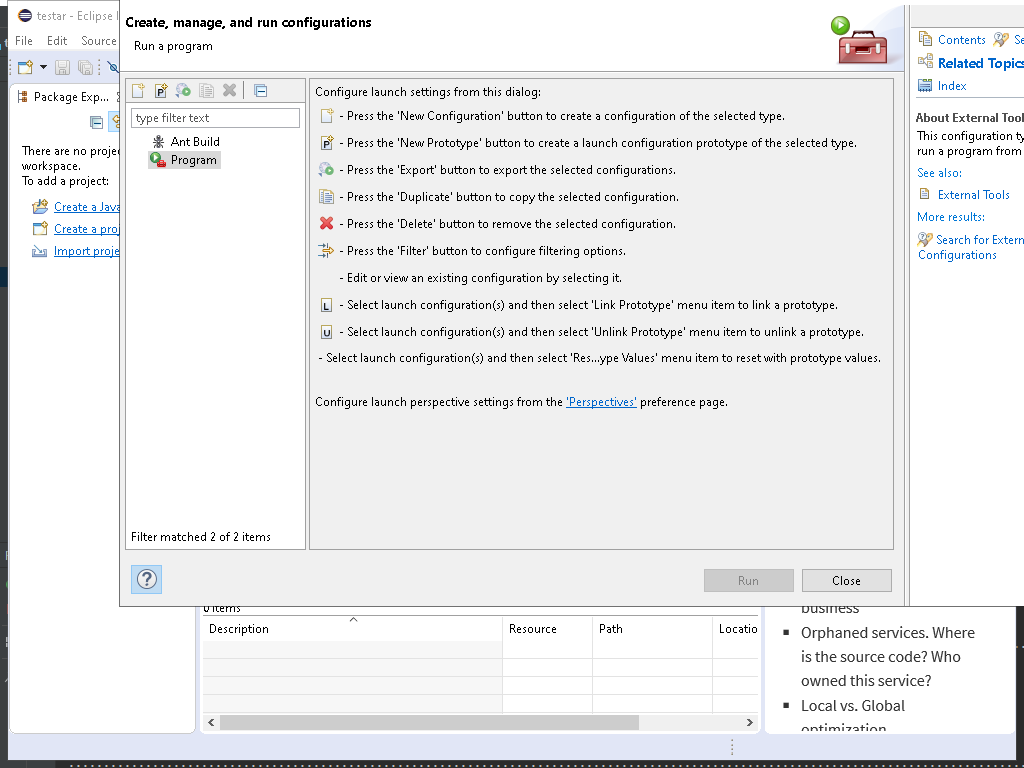 testar - Eclipse
File Edit Source
Package Exp...
There are no
workspace.
To add a project:
Create a Java
Create a
Import
Create, manage, and run configurations
Run a program
type filter text
Ant Build
Program
Filter matched 2 of 2 items
Configure launch settings from this dialog:
- Press the 'New Configuration' button to create a configuration of the selected type.
P - Press the 'New Prototype' button to create a launch configuration prototype of the selected type.
- Press the 'Export' button to export the selected configurations.
- Press the 'Duplicate' button to copy the selected configuration.
- Press the 'Delete' button to remove the selected configuration.
- Press the 'Filter' button to configure filtering options.
- Edit or view an existing configuration by selecting it.
L - Select launch configuration(s) and then select 'Link Prototype' menu item to link a prototype.
U - Select launch configuration(s) and then select 'Unlink Prototype' menu item to unlink a prototype.
- Select launch configuration(s) and then select 'Res...ype Values' menu item to reset with prototype values.
Configure launch perspective settings from the 'Perspectives' preference page.
?
Run Close
Contents
Related Topics
Index
About External
This configuration
run a program from
See also:
External Tools
More results:
Search for
Configurations
0 items
Description Resource Path Locatio
business
Orphaned services. Where
is the source code? Who
owned this service?
Local vs. Global
optimization